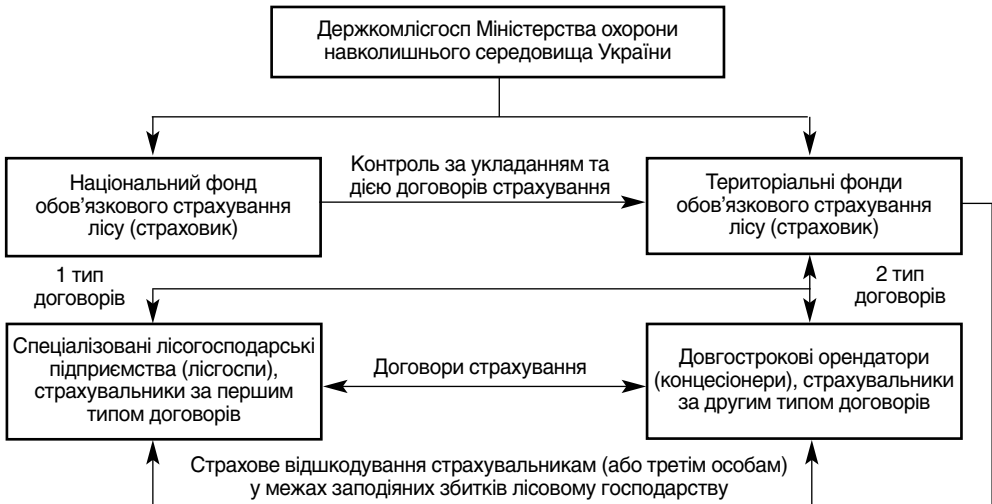 Держкомлісгосп Міністерства охорони
навколишнього середовища України
Національний фонд
обов’язкового страхування
лісу (страховик)
Контроль за укладанням та
дією договорів страхування
Територіальні фонди
обов’язкового страхування
лісу (страховик)
1 тип
договорів
2 тип
договорів
Спеціалізовані лісогосподарські
підприємства (лісгоспи),
страхувальники за першим
типом договорів
Договори страхування
Довгострокові орендатори
(концесіонери), страхувальники
за другим типом договорів
Страхове відшкодування страхувальникам (або третім особам)
у межах заподіяних збитків лісовому господарству